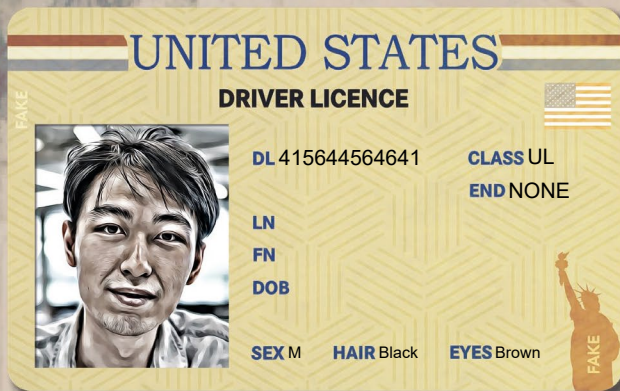 UNITED STATES
DRIVER LICENCE
FAKE
DL 415644564641 CLASS UL
END NONE
LN
FN
DOB
SEX M HAIR Black EYES Brown
FAKE